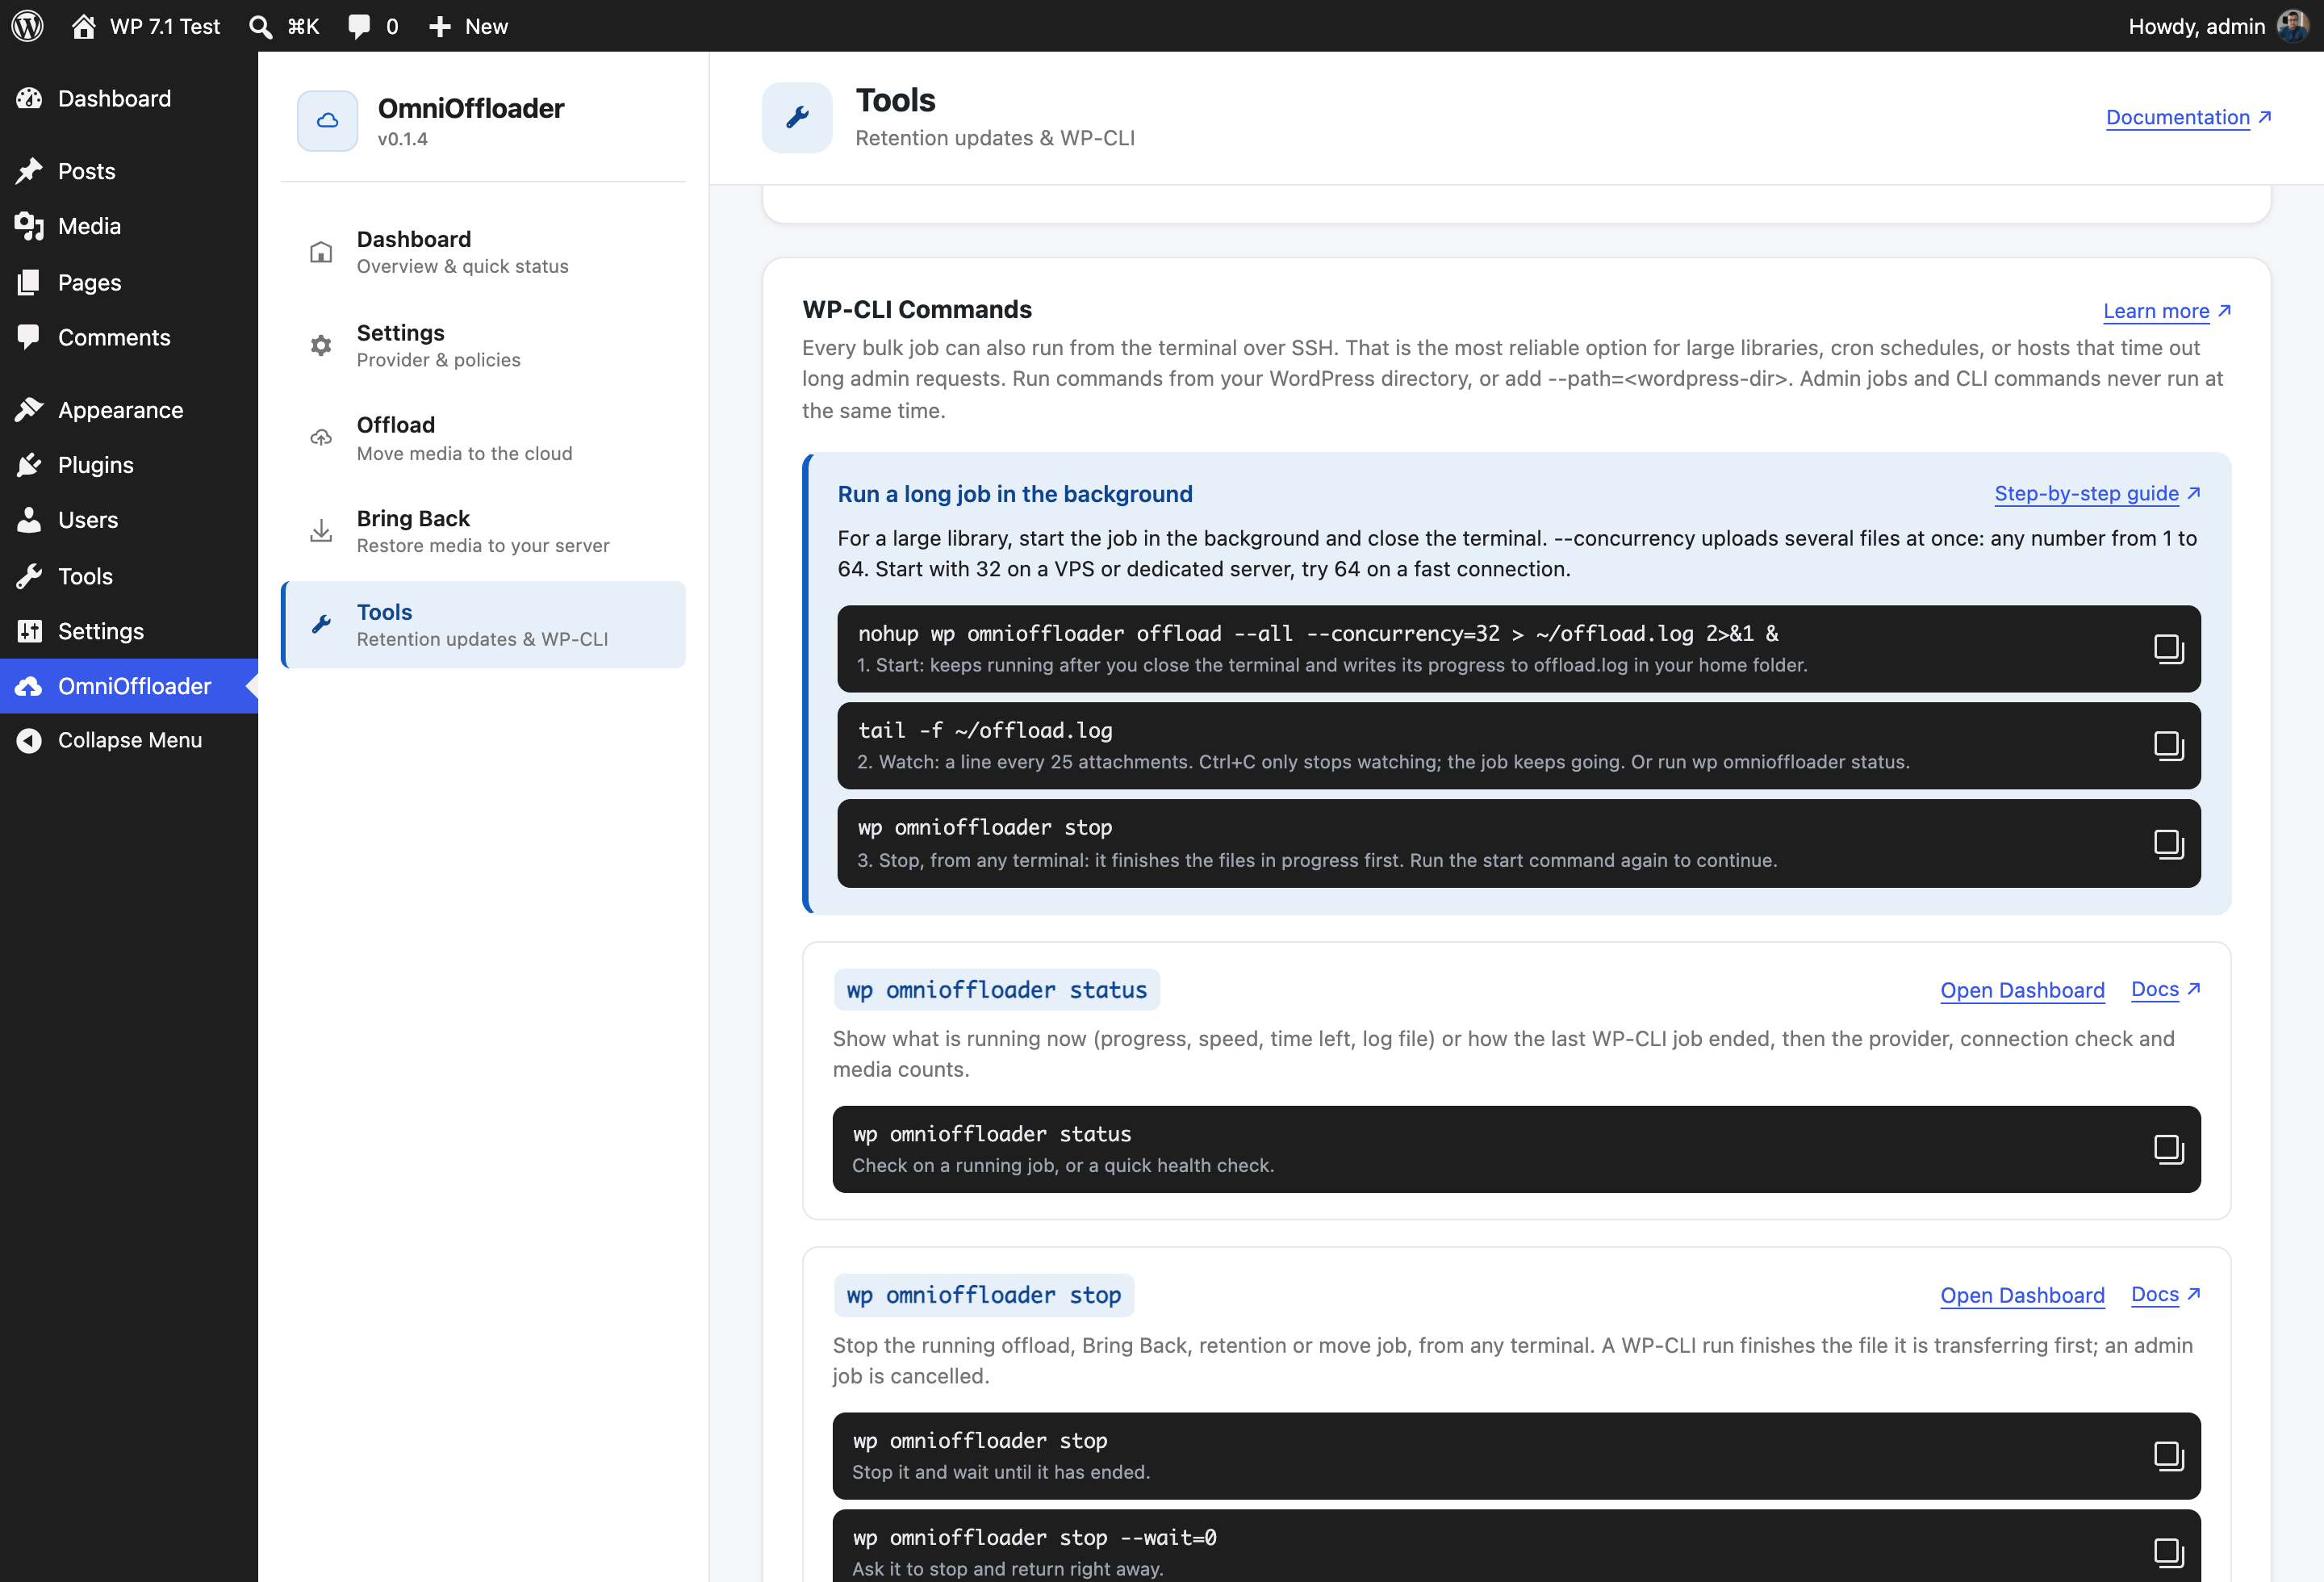 WP 7.1 Test
⌘K
0
New
Howdy, admin
Dashboard
Posts
Media
Pages
Comments
Appearance
Plugins
Users
Tools
Settings
OmniOffloader
Collapse Menu
OmniOffloader
v0.1.4
Dashboard
Overview & quick status
Settings
Provider & policies
Offload
Move media to the cloud
Bring Back
Restore media to your server
Tools
Retention updates & WP-CLI
Tools
Retention updates & WP-CLI
Documentation ↗
WP-CLI Commands
Learn more ↗
Every bulk job can also run from the terminal over SSH. That is the most reliable option for large libraries, cron schedules, or hosts that time out
long admin requests. Run commands from your WordPress directory, or add --path=<wordpress-dir>. Admin jobs and CLI commands never run at
the same time.
Run a long job in the background
Step-by-step guide ↗
For a large library, start the job in the background and close the terminal. --concurrency uploads several files at once: any number from 1 to
64. Start with 32 on a VPS or dedicated server, try 64 on a fast connection.
nohup wp omnioffloader offload --all --concurrency=32 > ~/offload.log 2>&1 &
1. Start: keeps running after you close the terminal and writes its progress to offload.log in your home folder.
tail -f ~/offload.log
2. Watch: a line every 25 attachments. Ctrl+C only stops watching; the job keeps going. Or run wp omnioffloader status.
wp omnioffloader stop
3. Stop, from any terminal: it finishes the files in progress first. Run the start command again to continue.
wp omnioffloader status
Open Dashboard
Docs ↗
Show what is running now (progress, speed, time left, log file) or how the last WP-CLI job ended, then the provider, connection check and
media counts.
wp omnioffloader status
Check on a running job, or a quick health check.
wp omnioffloader stop
Open Dashboard
Docs ↗
Stop the running offload, Bring Back, retention or move job, from any terminal. A WP-CLI run finishes the file it is transferring first; an admin
job is cancelled.
wp omnioffloader stop
Stop it and wait until it has ended.
wp omnioffloader stop --wait=0
Ask it to stop and return right away.